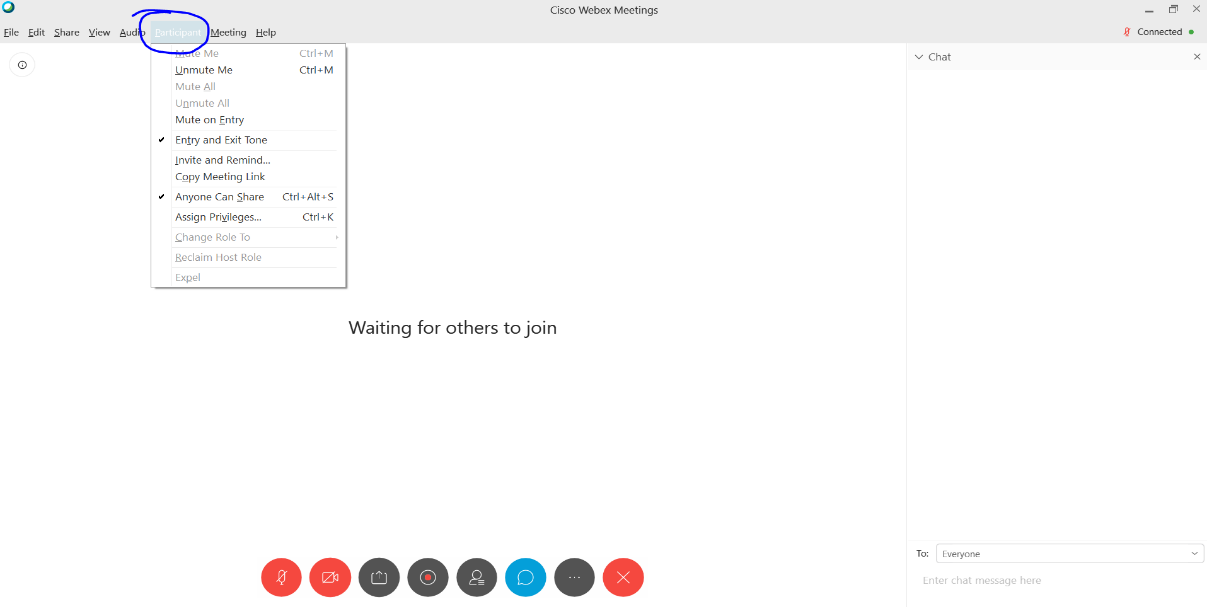 Cisco Webex Meetings
File Edit Share View Audio Participant Meeting Help
Connected
Mute Me Ctrl+M
Unmute Me Ctrl+M
Mute All
Unmute All
Mute on Entry
Entry and Exit Tone
Invite and Remind...
Copy Meeting Link
Anyone Can Share Ctrl+Alt+S
Assign Privileges... Ctrl+K
Change Role To
Reclaim Host Role
Expel
Waiting for others to join
Chat
To: Everyone
Enter chat message here